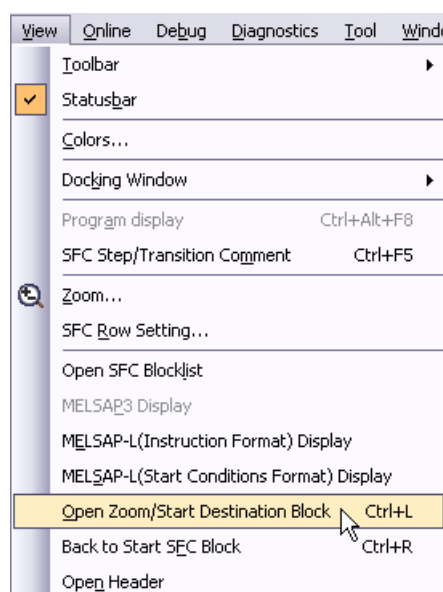 View Online Debug Diagnostics Tool Windo
Toolbar
Statusbar
Colors...
Docking Window
Program display Ctrl+Alt+F8
SFC Step/Transition Comment Ctrl+F5
Zoom...
SFC Row Setting...
Open SFC Blocklist
MELSAP3 Display
MELSAP-L(Instruction Format) Display
MELSAP-L(Start Conditions Format) Display
Open Zoom/Start Destination Block Ctrl+L
Back to Start SFC Block Ctrl+R
Open Header